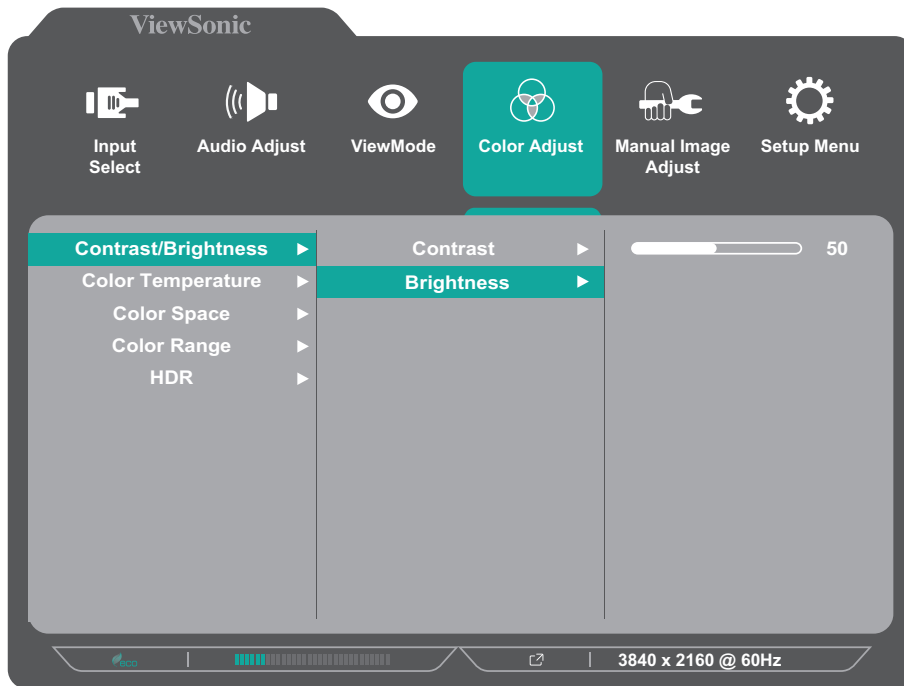 ViewSonic
Input Select
Audio Adjust
ViewMode
Color Adjust
Manual Image Adjust
Setup Menu
Contrast/Brightness
Color Temperature
Color Space
Color Range
HDR
Contrast
Brightness
50
eco
3840 x 2160 @ 60Hz